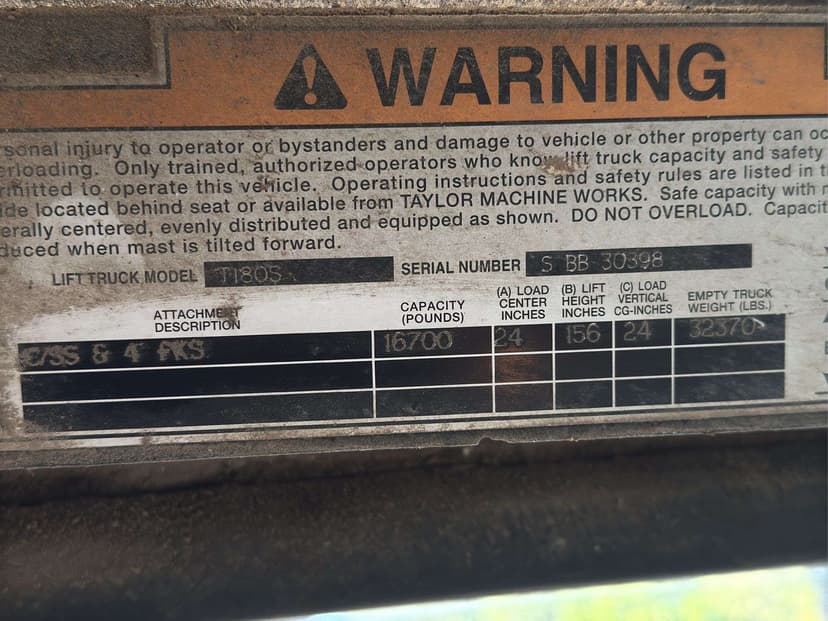 WARNING
rsonal injury to operator or bystanders and damage to vehicle or other property can oc
erloading. Only trained, authorized operators who know lift truck capacity and safety
rmitted to operate this vehicle. Operating instructions and safety rules are listed in t
ide located behind seat or available from TAYLOR MACHINE WORKS. Safe capacity with
erally centered, evenly distributed and equipped as shown. DO NOT OVERLOAD. Capacit
duced when mast is tilted forward.
LIFT TRUCK MODEL T180S SERIAL NUMBER S BB 30398
ATTACHMENT DESCRIPTION CAPACITY (POUNDS) (A) LOAD CENTER INCHES (B) LIFT HEIGHT INCHES (C) LOAD VERTICAL CG-INCHES EMPTY TRUCK WEIGHT (LBS.)
/SS & 4' FKS 16700 24 156 24 32370